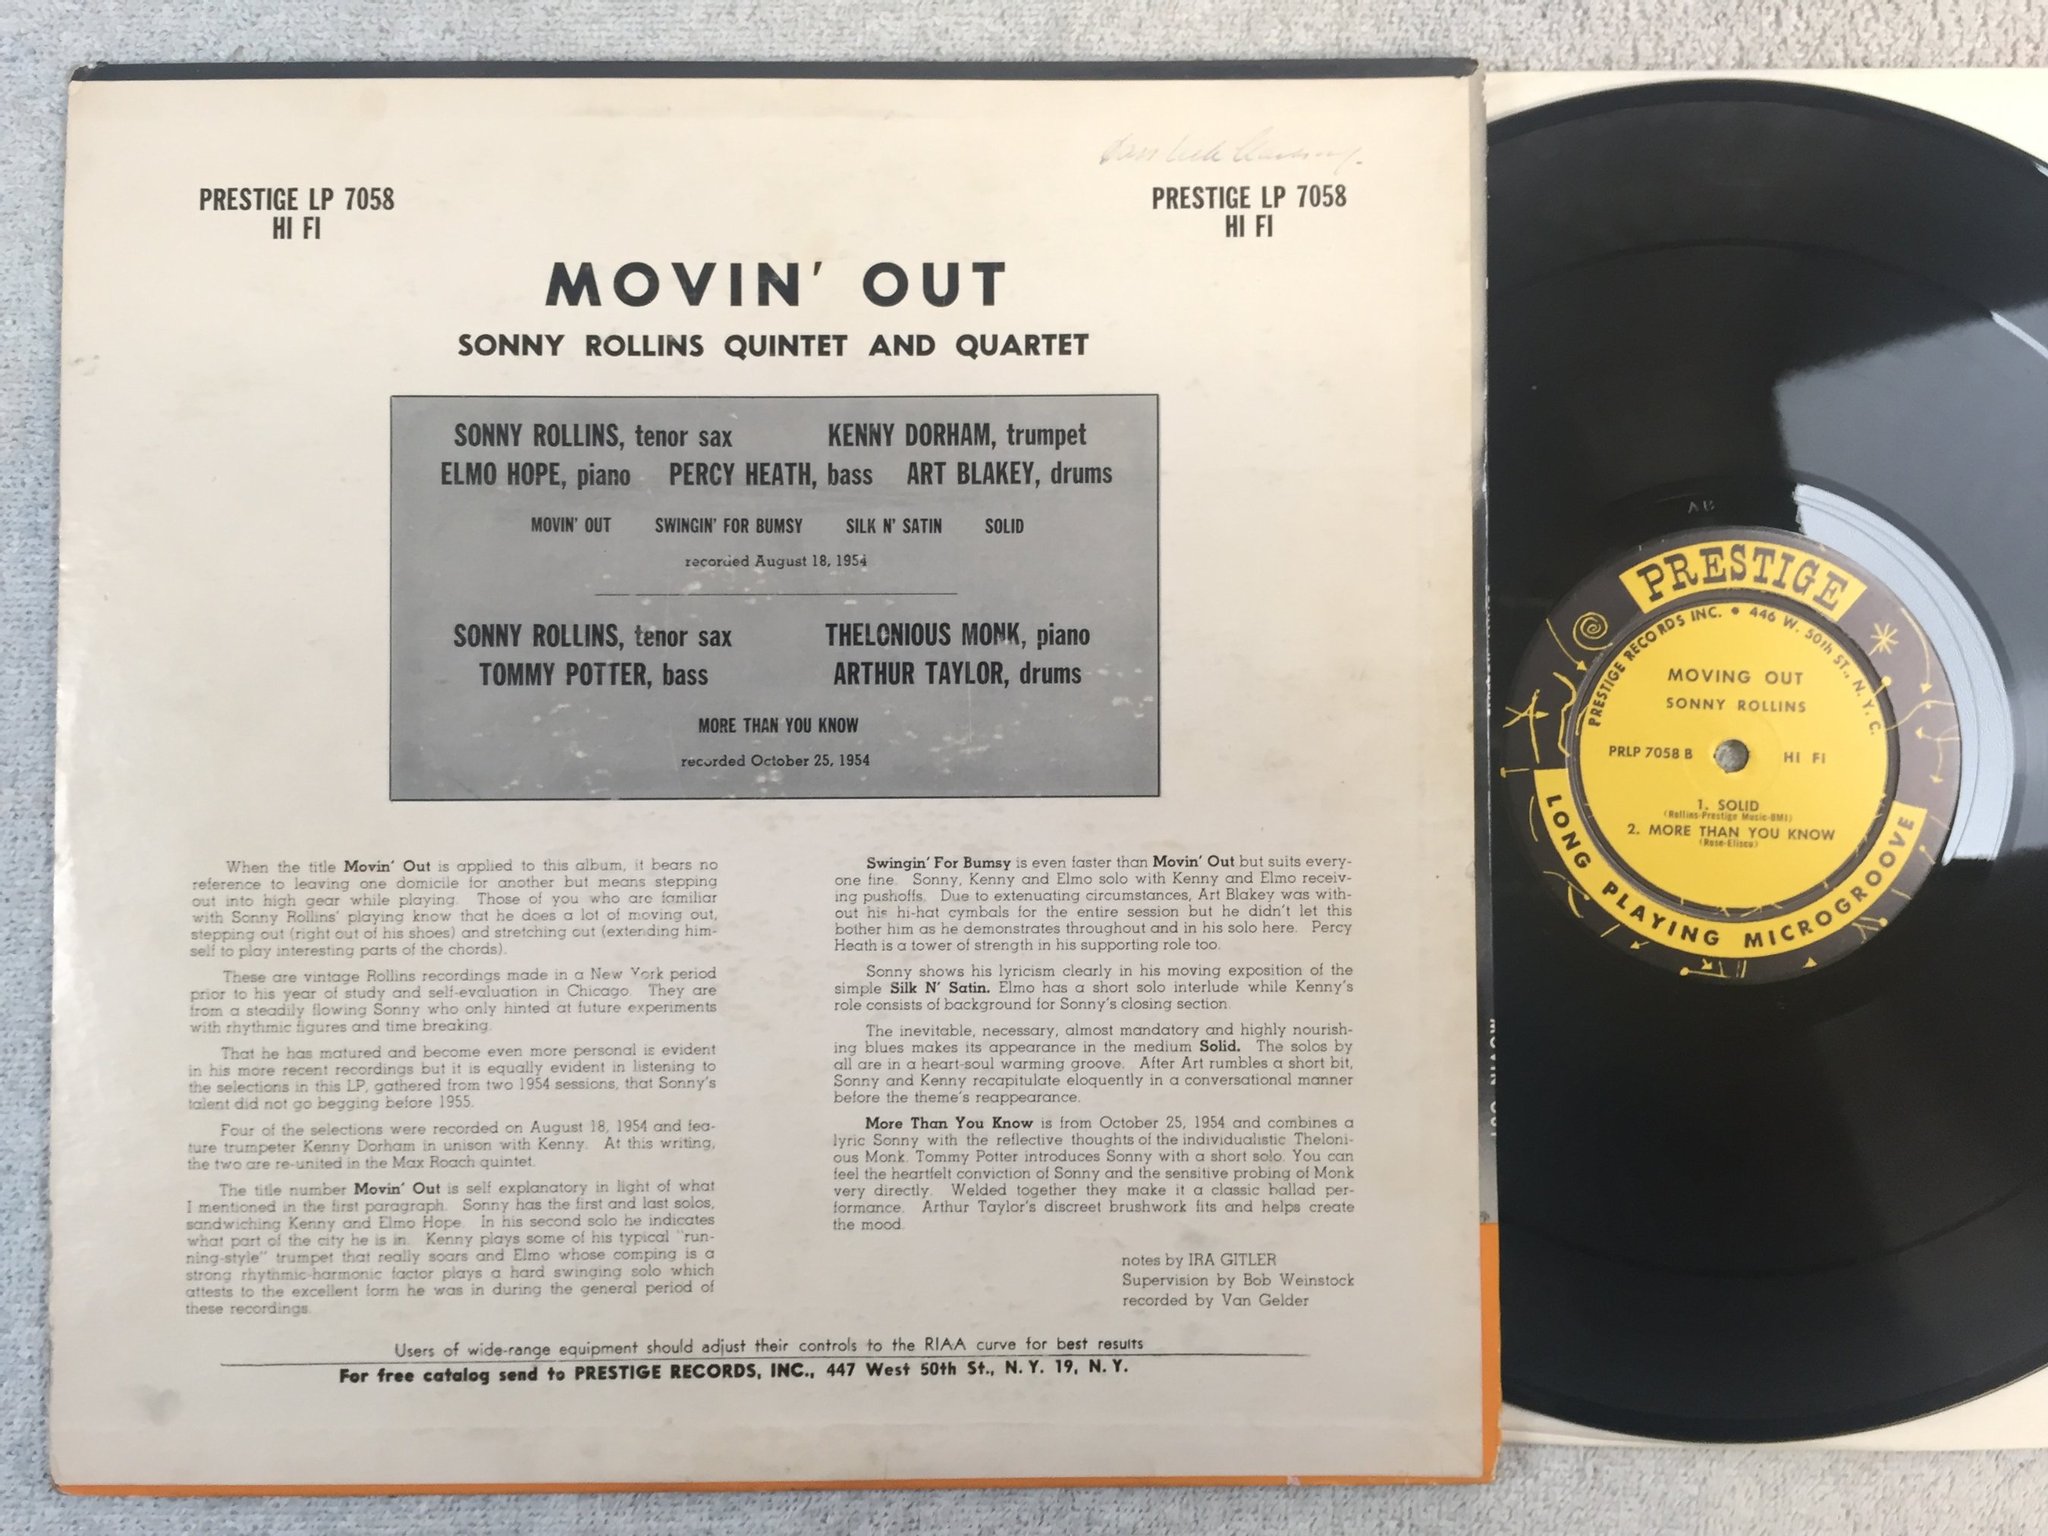 PRESTIGE LP 7058
HI FI
PRESTIGE LP 7058
HI FI
MOVIN' OUT
SONNY ROLLINS QUINTET AND QUARTET
SONNY ROLLINS, tenor sax KENNY DORHAM, trumpet
ELMO HOPE, piano PERCY HEATH, bass ART BLAKEY, drums
MOVIN' OUT SWINGIN' FOR BUMSY SILK N' SATIN SOLID
recorded August 18, 1954
SONNY ROLLINS, tenor sax THELONIOUS MONK, piano
TOMMY POTTER, bass ARTHUR TAYLOR, drums
MORE THAN YOU KNOW
recorded October 25, 1954
When the title Movin' Out is applied to this album, it bears no
reference to leaving one domicile for another but means stepping
out into high gear while playing. Those of you who are familiar
with Sonny Rollins' playing know that he does a lot of moving out,
stepping out (right out of his shoes) and stretching out (extending him-
self to play interesting parts of the chords).
These are vintage Rollins recordings made in a New York period
prior to his year of study and self-evaluation in Chicago. They are
from a steadily flowing Sonny who only hinted at future experiments
with rhythmic figures and time breaking.
That he has matured and become even more personal is evident
in his more recent recordings but it is equally evident in listening to
the selections in this LP, gathered from two 1954 sessions, that Sonny's
talent did not go begging before 1955.
Four of the selections were recorded on August 18, 1954 and fea-
ture trumpeter Kenny Dorham in unison with Kenny. At this writing,
the two are re-united in the Max Roach quintet.
The title number Movin' Out is self explanatory in light of what
I mentioned in the first paragraph. Sonny has the first and last solos,
sandwiching Kenny and Elmo Hope. In his second solo he indicates
what part of the city he is in. Kenny plays some of his typical "run-
ning-style" trumpet that really soars and Elmo whose comping is a
strong rhythmic-harmonic factor plays a hard swinging solo which
attests to the excellent form he was in during the general period of
these recordings.
Swingin' For Bumsy is even faster than Movin' Out but suits every-
one fine. Sonny, Kenny and Elmo solo with Kenny and Elmo receiv-
ing pushoffs. Due to extenuating circumstances, Art Blakey was with-
out his hi-hat cymbals for the entire session but he didn't let this
bother him as he demonstrates throughout and in his solo here. Percy
Heath is a tower of strength in his supporting role too.
Sonny shows his lyricism clearly in his moving exposition of the
simple Silk N' Satin. Elmo has a short solo interlude while Kenny's
role consists of background for Sonny's closing section.
The inevitable, necessary, almost mandatory and highly nourish-
ing blues makes its appearance in the medium Solid. The solos by
all are in a heart-soul warming groove. After Art rumbles a short bit,
Sonny and Kenny recapitulate eloquently in a conversational manner
before the theme's reappearance.
More Than You Know is from October 25, 1954 and combines a
lyric Sonny with the reflective thoughts of the individualistic Theloni-
ous Monk. Tommy Potter introduces Sonny with a short solo. You can
feel the heartfelt conviction of Sonny and the sensitive probing of Monk
very directly. Welded together they make it a classic ballad per-
formance. Arthur Taylor's discreet brushwork fits and helps create
the mood.
notes by IRA GITLER
Supervision by Bob Weinstock
recorded by Van Gelder
Users of wide-range equipment should adjust their controls to the RIAA curve for best results
For free catalog send to PRESTIGE RECORDS, INC., 447 West 50th St., N. Y. 19, N. Y.
MOVIN' OUT
AB
PRESTIGE
PRESTIGE RECORDS INC. • 446 W. 50th ST., N. Y. C.
MOVING OUT
SONNY ROLLINS
PRLP 7058 B HI FI
1. SOLID
(Rollins-Prestige Music-BMI)
2. MORE THAN YOU KNOW
(Rose-Eliscu)
LONG PLAYING MICROGROOVE